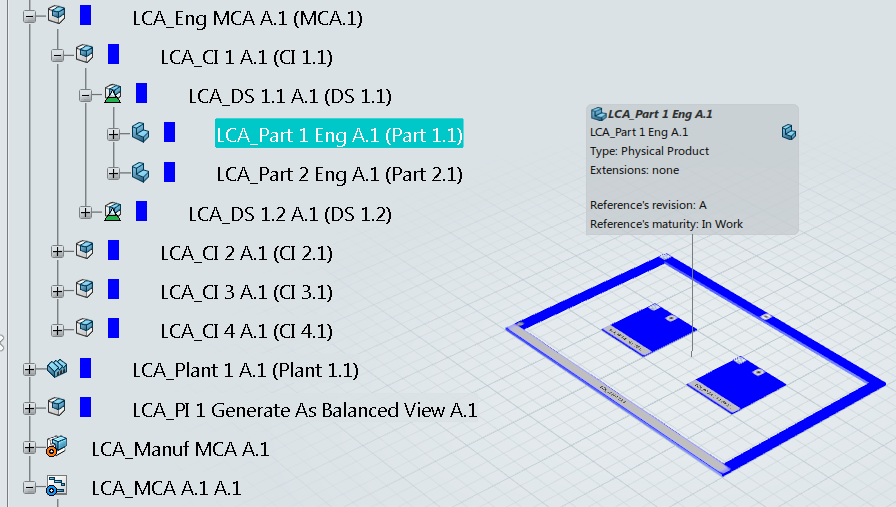 LCA_Eng MCA A.1 (MCA.1)
LCA_CI 1 A.1 (CI 1.1)
LCA_DS 1.1 A.1 (DS 1.1)
LCA_Part 1 Eng A.1 (Part 1.1)
LCA_Part 2 Eng A.1 (Part 2.1)
LCA_DS 1.2 A.1 (DS 1.2)
LCA_CI 2 A.1 (CI 2.1)
LCA_CI 3 A.1 (CI 3.1)
LCA_CI 4 A.1 (CI 4.1)
LCA_Plant 1 A.1 (Plant 1.1)
LCA_PI 1 Generate As Balanced View A.1
LCA_Manuf MCA A.1
LCA_MCA A.1 A.1
LCA_Part 1 Eng A.1
LCA_Part 1 Eng A.1
Type: Physical Product
Extensions: none
Reference's revision: A
Reference's maturity: In Work